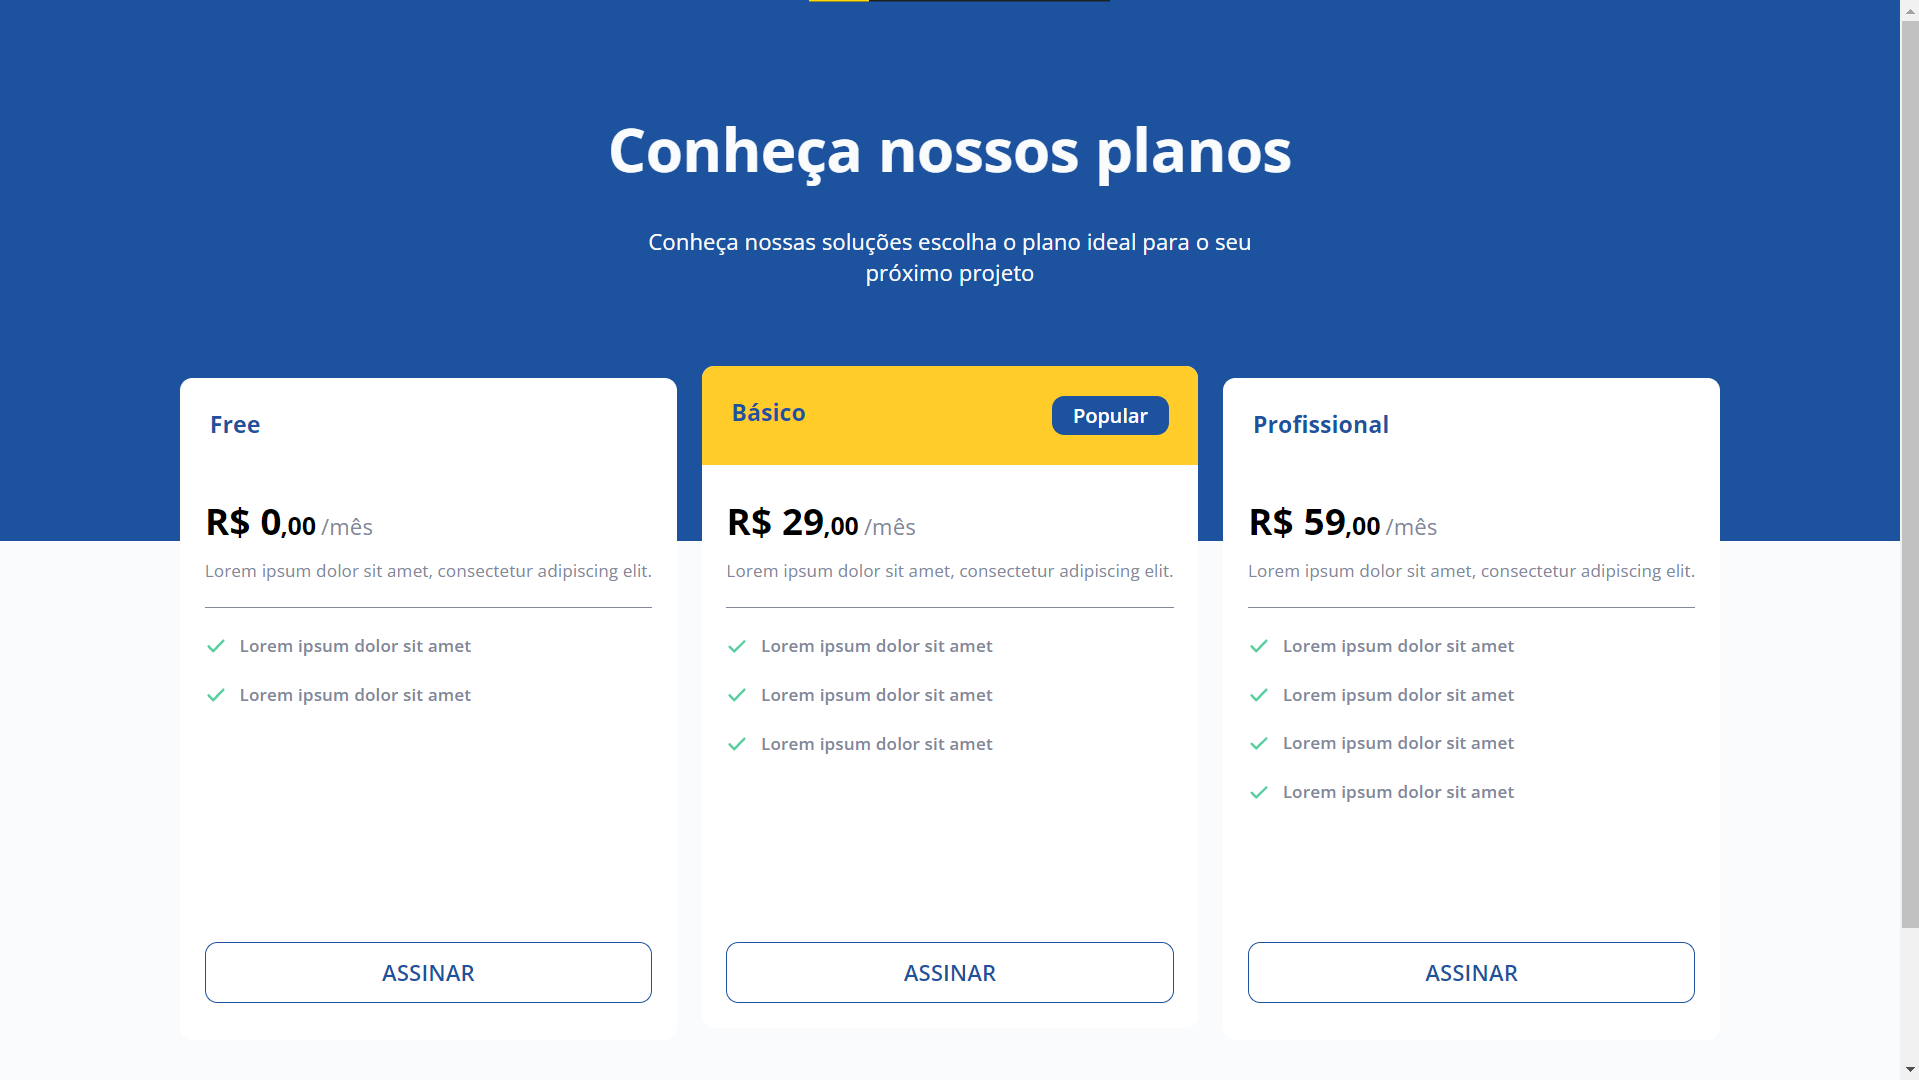 Conheça nossos planos
Conheça nossas soluções escolha o plano ideal para o seu
próximo projeto
Free
R$ 0,00 /mês
Lorem ipsum dolor sit amet, consectetur adipiscing elit.
Lorem ipsum dolor sit amet
Lorem ipsum dolor sit amet
ASSINAR
Básico
Popular
R$ 29,00 /mês
Lorem ipsum dolor sit amet, consectetur adipiscing elit.
Lorem ipsum dolor sit amet
Lorem ipsum dolor sit amet
Lorem ipsum dolor sit amet
ASSINAR
Profissional
R$ 59,00 /mês
Lorem ipsum dolor sit amet, consectetur adipiscing elit.
Lorem ipsum dolor sit amet
Lorem ipsum dolor sit amet
Lorem ipsum dolor sit amet
Lorem ipsum dolor sit amet
ASSINAR